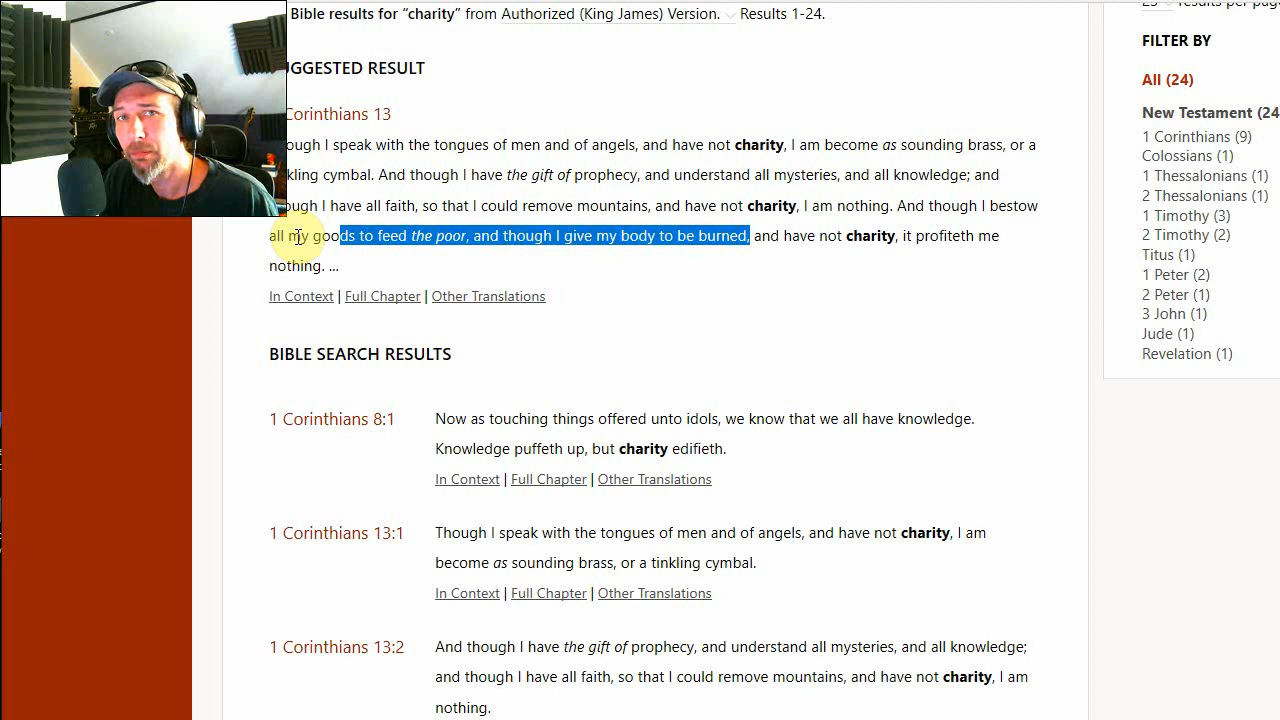 Bible results for “charity” from Authorized (King James) Version. Results 1-24.
results per page
FILTER BY
All (24)
New Testament (24
1 Corinthians (9)
Colossians (1)
1 Thessalonians (1)
2 Thessalonians (1)
1 Timothy (3)
2 Timothy (2)
Titus (1)
1 Peter (2)
2 Peter (1)
3 John (1)
Jude (1)
Revelation (1)
UGGESTED RESULT
Corinthians 13
ough I speak with the tongues of men and of angels, and have not charity, I am become as sounding brass, or a
kling cymbal. And though I have the gift of prophecy, and understand all mysteries, and all knowledge; and
ough I have all faith, so that I could remove mountains, and have not charity, I am nothing. And though I bestow
all my goods to feed the poor, and though I give my body to be burned, and have not charity, it profiteth me
nothing. ...
In Context | Full Chapter | Other Translations
BIBLE SEARCH RESULTS
1 Corinthians 8:1
Now as touching things offered unto idols, we know that we all have knowledge.
Knowledge puffeth up, but charity edifieth.
In Context | Full Chapter | Other Translations
1 Corinthians 13:1
Though I speak with the tongues of men and of angels, and have not charity, I am
become as sounding brass, or a tinkling cymbal.
In Context | Full Chapter | Other Translations
1 Corinthians 13:2
And though I have the gift of prophecy, and understand all mysteries, and all knowledge;
and though I have all faith, so that I could remove mountains, and have not charity, I am
nothing.